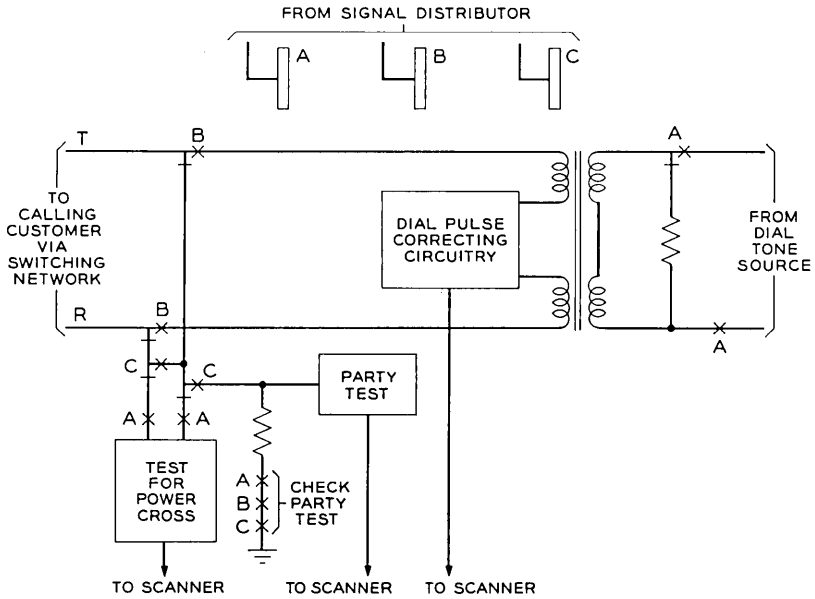 FROM SIGNAL DISTRIBUTOR
A
B
C
T
B
A
TO
CALLING
CUSTOMER
VIA
SWITCHING
NETWORK
DIAL PULSE
CORRECTING
CIRCUITRY
FROM
DIAL
TONE
SOURCE
R
B
A
C
C
PARTY
TEST
A
A
TEST
FOR
POWER
CROSS
A
B
C
CHECK
PARTY
TEST
TO SCANNER
TO SCANNER
TO SCANNER